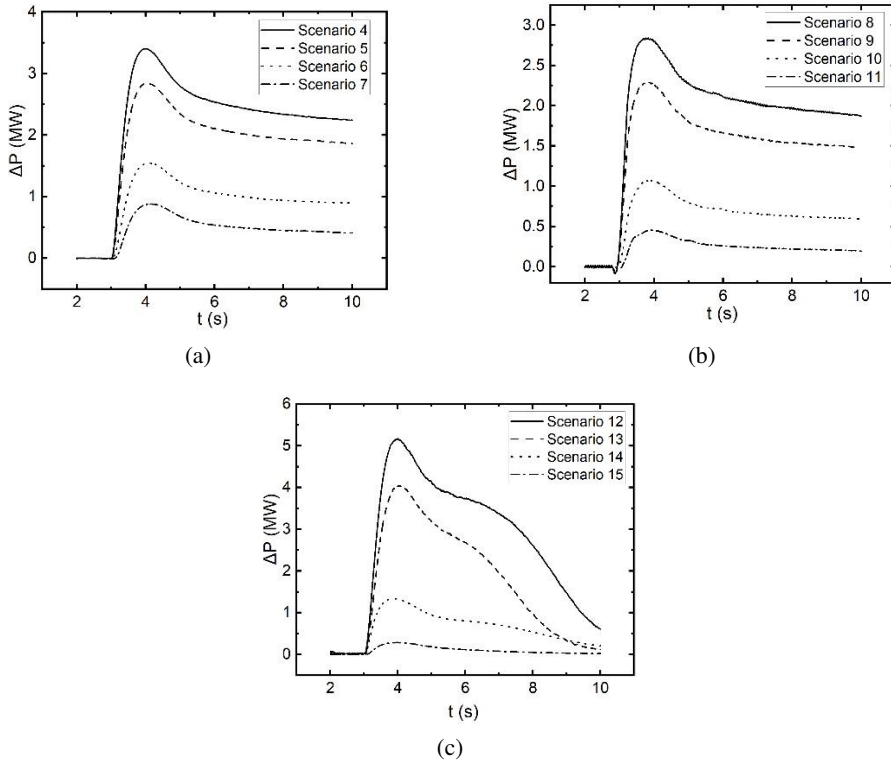 4
3
2
1
0
ΔP (MW)
Scenario 4
Scenario 5
Scenario 6
Scenario 7
2 4 6 8 10
t (s)
(a)
3.0
2.5
2.0
1.5
1.0
0.5
0.0
ΔP (MW)
Scenario 8
Scenario 9
Scenario 10
Scenario 11
2 4 6 8 10
t (s)
(b)
6
5
4
3
2
1
0
ΔP (MW)
Scenario 12
Scenario 13
Scenario 14
Scenario 15
2 4 6 8 10
t (s)
(c)